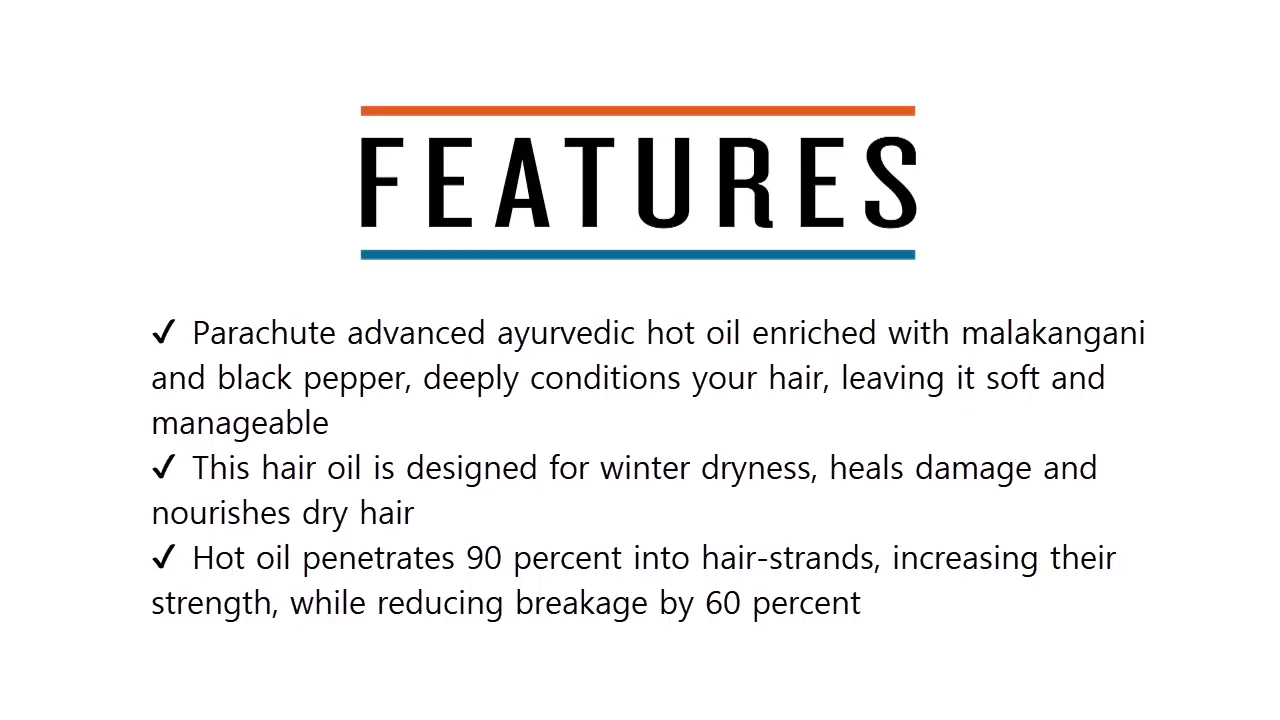 FEATURES
✓ Parachute advanced ayurvedic hot oil enriched with malakangani
and black pepper, deeply conditions your hair, leaving it soft and
manageable
✓ This hair oil is designed for winter dryness, heals damage and
nourishes dry hair
✓ Hot oil penetrates 90 percent into hair-strands, increasing their
strength, while reducing breakage by 60 percent